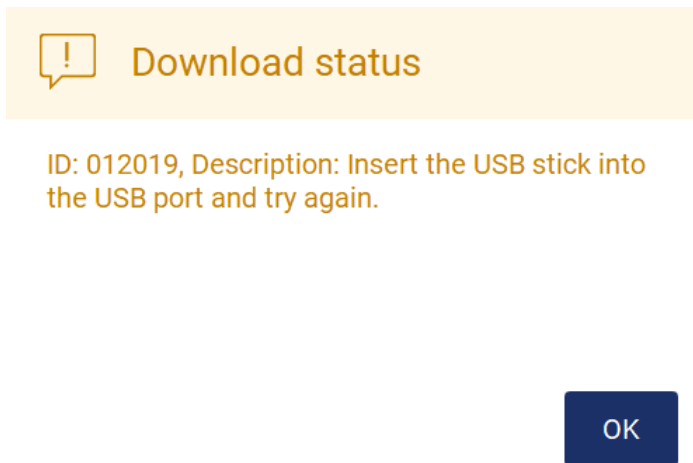 Download status
ID: 012019, Description: Insert the USB stick into
the USB port and try again.
OK